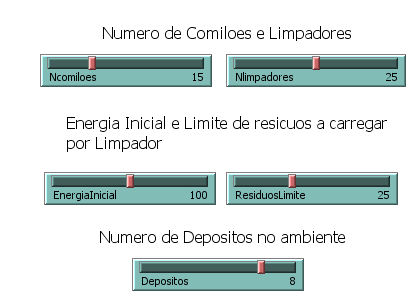 Numero de Comiloes e Limpadores
Ncomiloes 15 Nlimpadores 25
Energia Inicial e Limite de resicuos a carregar
por Limpador
EnergiaInicial 100 ResiduosLimite 25
Numero de Depositos no ambiente
Depositos 8